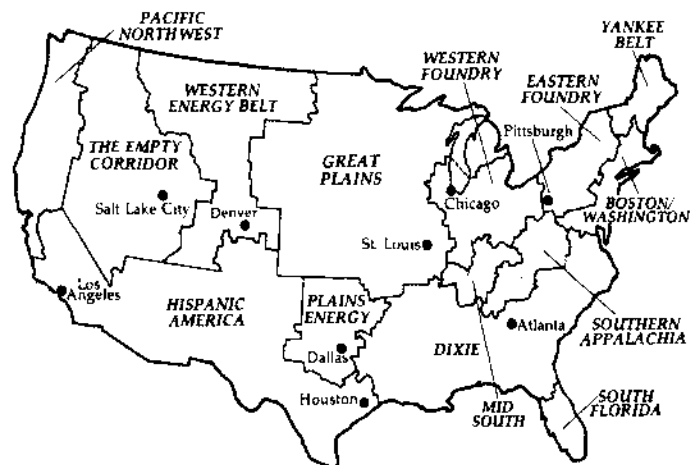 PACIFIC
NORTHWEST
WESTERN
ENERGY BELT
THE EMPTY
CORRIDOR
Salt Lake City
Denver
Los
Angeles
HISPANIC
AMERICA
GREAT
PLAINS
St. Louis
PLAINS
ENERGY
Dallas
Houston
WESTERN
FOUNDRY
Chicago
EASTERN
FOUNDRY
Pittsburgh
YANKEE
BELT
BOSTON/
WASHINGTON
SOUTHERN
APPALACHIA
Atlanta
DIXIE
MID
SOUTH
SOUTH
FLORIDA